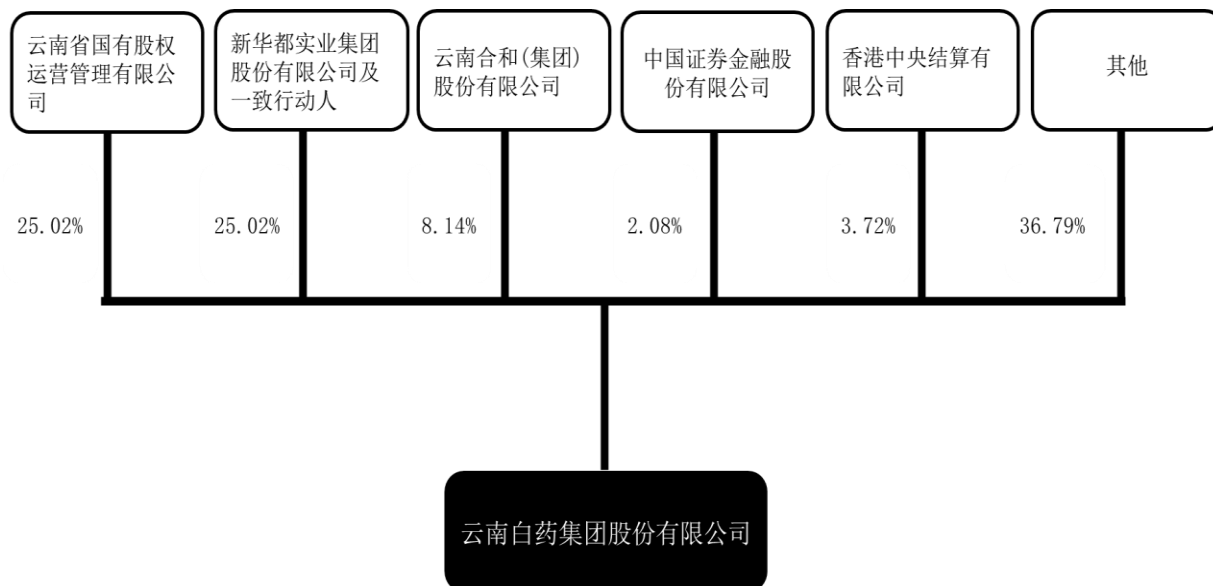 云南省国有股权
运营管理有限公
司
新华都实业集团
股份有限公司及
一致行动人
云南合和(集团)
股份有限公司
中国证券金融股
份有限公司
香港中央结算有
限公司
其他
25.02%
25.02%
8.14%
2.08%
3.72%
36.79%
云南白药集团股份有限公司